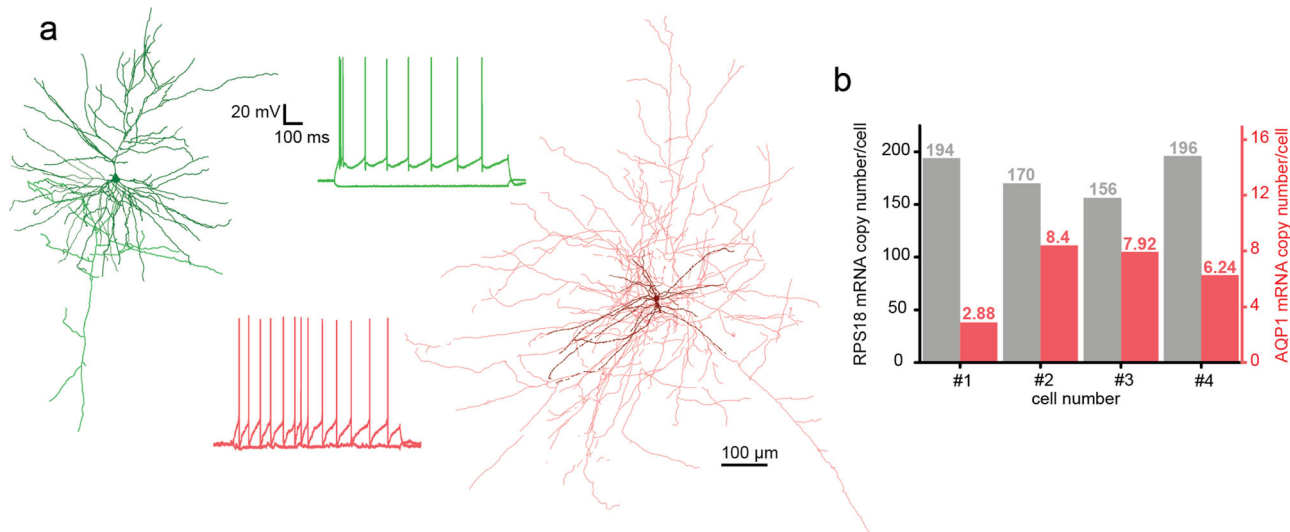 a
20 mV
100 ms
100 µm
b
RPS18 mRNA copy number/cell
200
150
100
50
0
194
2.88
170
8.4
156
7.92
196
6.24
16
12
8
4
0
AQP1 mRNA copy number/cell
#1
#2
#3
#4
cell number